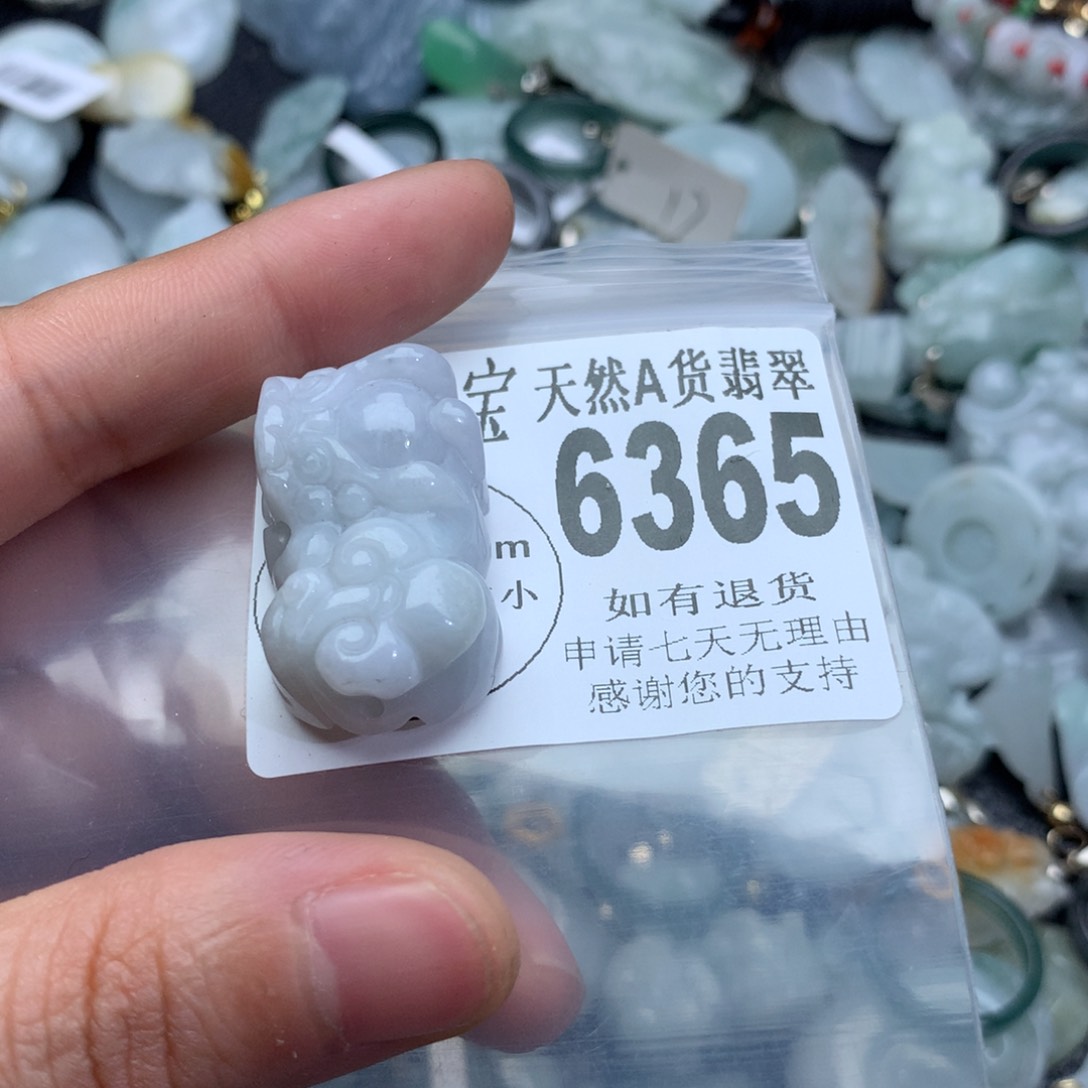 宝 天然A货翡翠
6365
m
小
如有退货
申请七天无理由
感谢您的支持